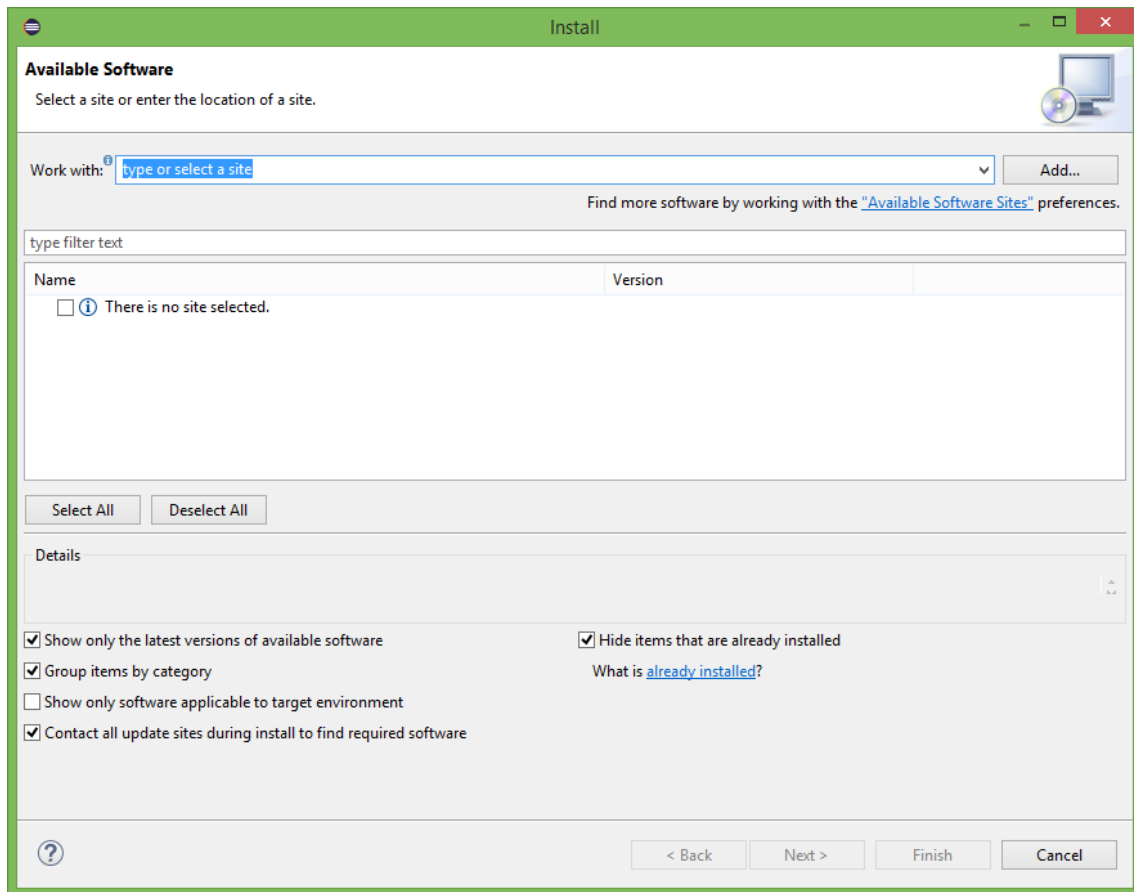 Install
Available Software
Select a site or enter the location of a site.
Work with: type or select a site Add...
Find more software by working with the "Available Software Sites" preferences.
type filter text
Name Version
There is no site selected.
Select All Deselect All
Details
Show only the latest versions of available software Hide items that are already installed
Group items by category What is already installed?
Show only software applicable to target environment
Contact all update sites during install to find required software
? < Back Next > Finish Cancel